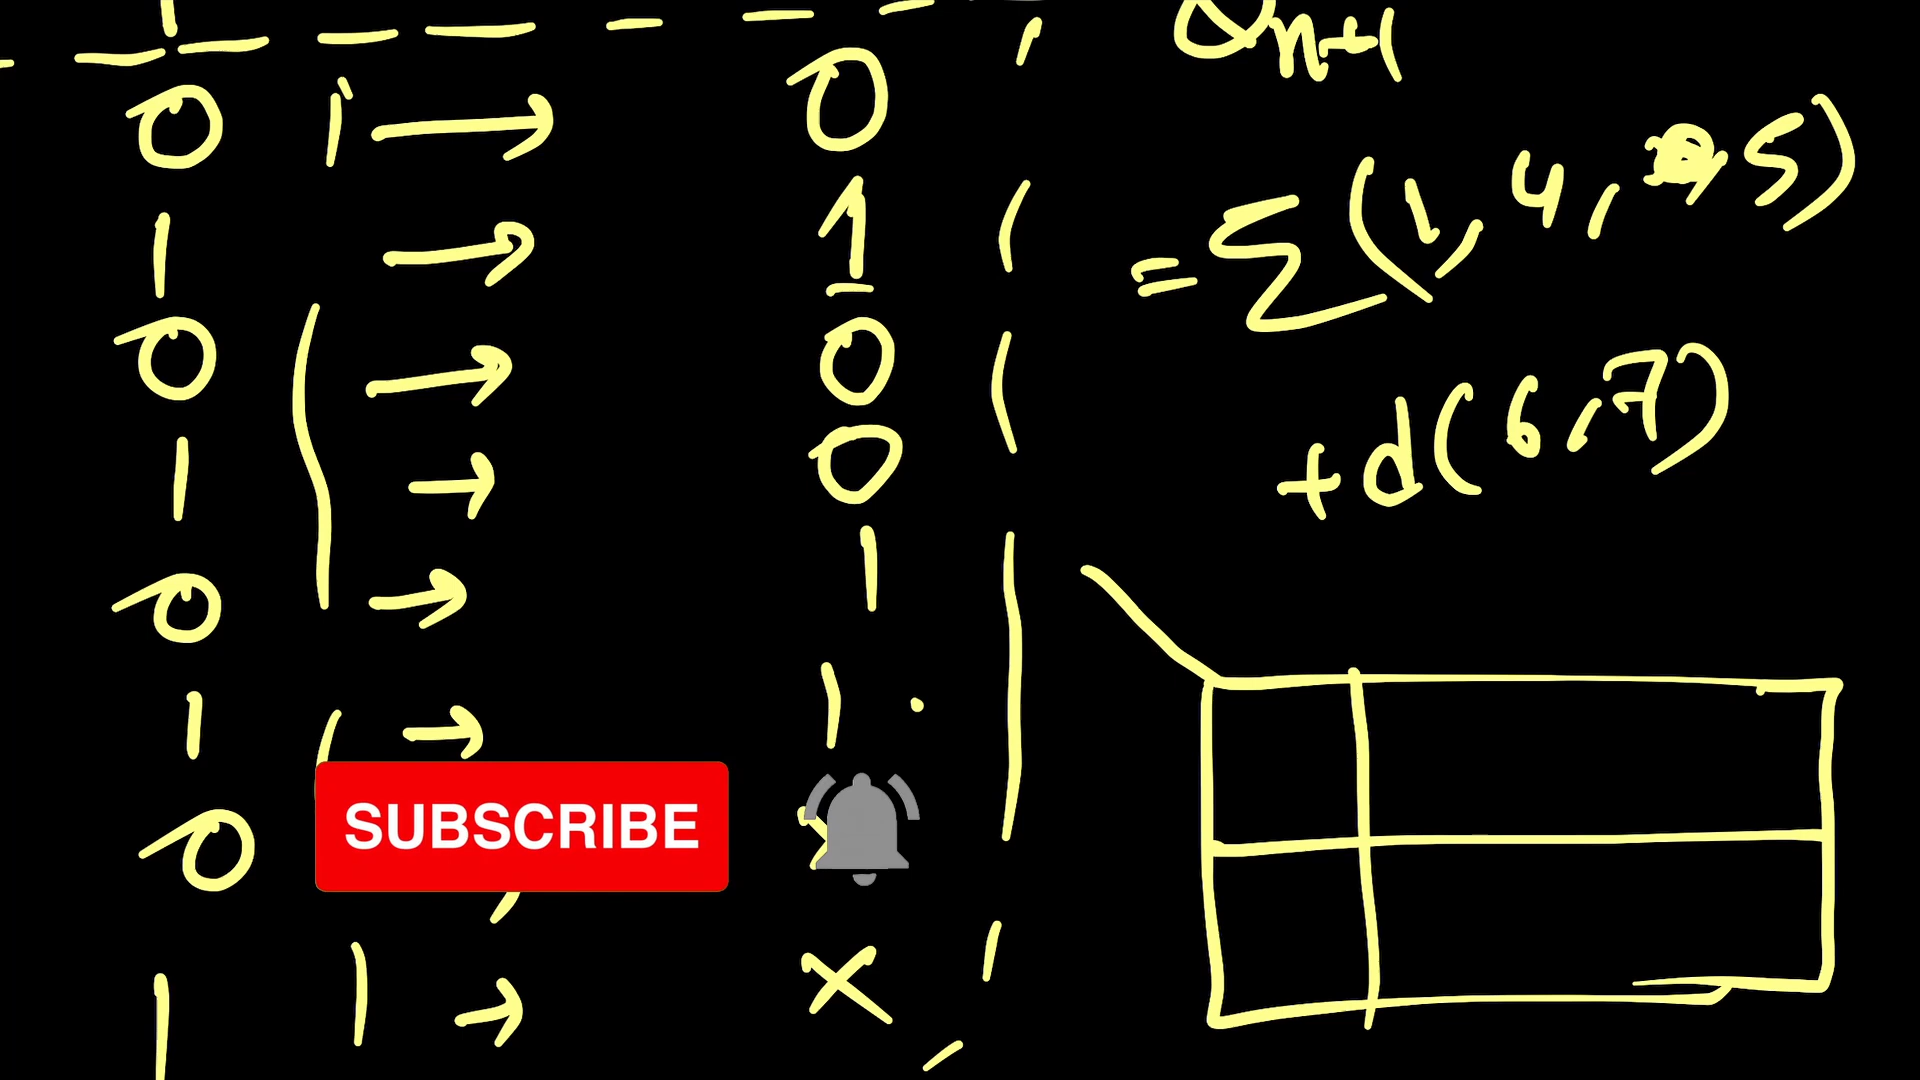 Qn+1
0 → 0
1 → 1
= Σ(1, 4, , 5)
0 → 0
+ d(6, 7)
1 → 0
0 → 1
1 → 1
0
SUBSCRIBE
1 → ×